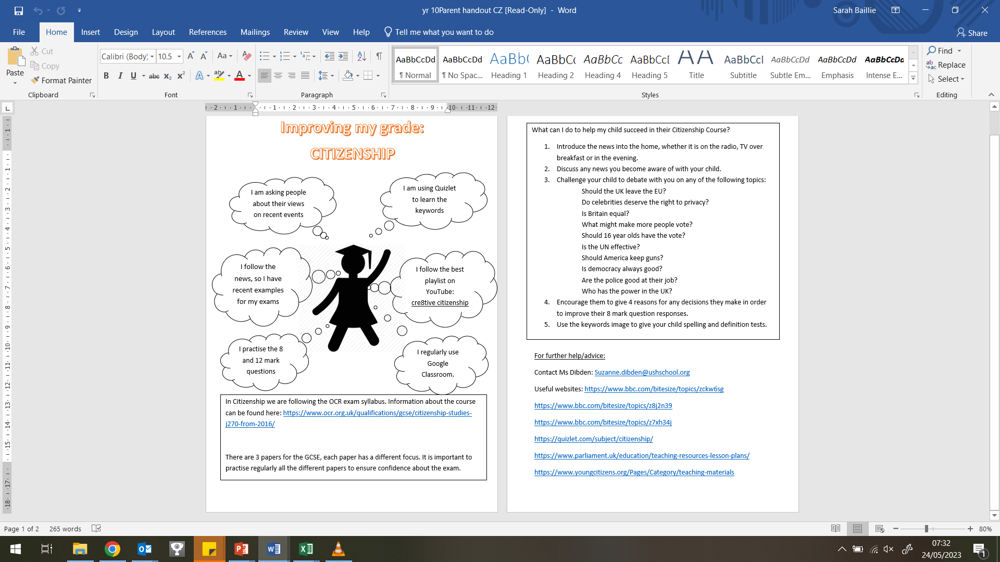 yr 10Parent handout CZ [Read-Only] - Word
Sarah Baillie
File Home Insert Design Layout References Mailings Review View Help Tell me what you want to do
Share
Paste
Cut
Copy
Format Painter
Clipboard
Calibri (Body) 10.5
Font
Paragraph
AaBbCcDd AaBbCcDd AaBb( AaBbC( AaBbCc AaBbCcD AA AaBbCcD AaBbCcDd AaBbCcDd AaBbCcDd
¶ Normal ¶ No Spac... Heading 1 Heading 2 Heading 4 Heading 5 Title Subtitle Subtle Em... Emphasis Intense E...
Styles
Find
Replace
Select
Editing
Improving my grade:
CITIZENSHIP
I am asking people
about their views
on recent events
I am using Quizlet
to learn the
keywords
I follow the
news, so I have
recent examples
for my exams
I follow the best
playlist on
YouTube:
cre8tive citizenship
I practise the 8
and 12 mark
questions
I regularly use
Google
Classroom.
In Citizenship we are following the OCR exam syllabus. Information about the course
can be found here: https://www.ocr.org.uk/qualifications/gcse/citizenship-studies-
j270-from-2016/
There are 3 papers for the GCSE, each paper has a different focus. It is important to
practise regularly all the different papers to ensure confidence about the exam.
What can I do to help my child succeed in their Citizenship Course?
1. Introduce the news into the home, whether it is on the radio, TV over
breakfast or in the evening.
2. Discuss any news you become aware of with your child.
3. Challenge your child to debate with you on any of the following topics:
Should the UK leave the EU?
Do celebrities deserve the right to privacy?
Is Britain equal?
What might make more people vote?
Should 16 year olds have the vote?
Is the UN effective?
Should America keep guns?
Is democracy always good?
Are the police good at their job?
Who has the power in the UK?
4. Encourage them to give 4 reasons for any decisions they make in order
to improve their 8 mark question responses.
5. Use the keywords image to give your child spelling and definition tests.
For further help/advice:
Contact Ms Dibden: Suzanne.dibden@ushschool.org
Useful websites: https://www.bbc.com/bitesize/topics/zckw6sg
https://www.bbc.com/bitesize/topics/z8j2n39
https://www.bbc.com/bitesize/topics/z7xh34j
https://quizlet.com/subject/citizenship/
https://www.parliament.uk/education/teaching-resources-lesson-plans/
https://www.youngcitizens.org/Pages/Category/teaching-materials
Page 1 of 2 265 words
80%
07:32
24/05/2023
1